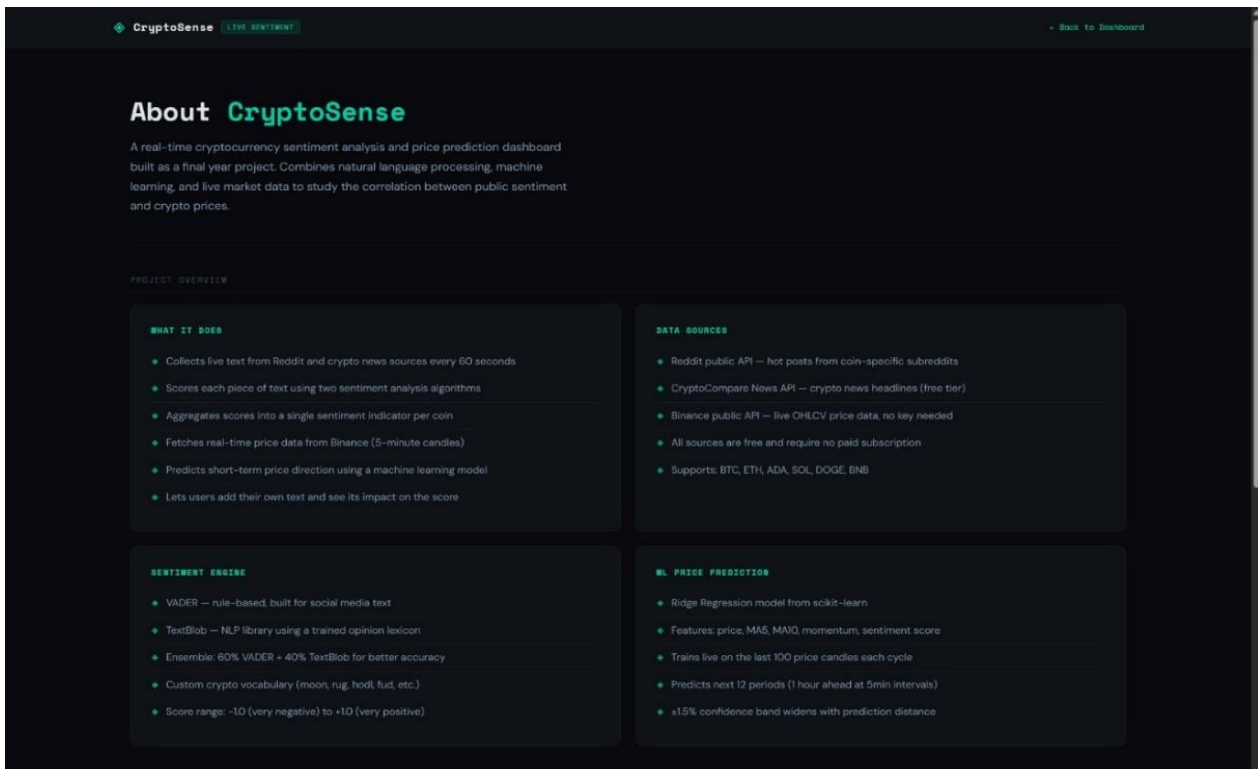 CryptoSense LIVE SENTIMENT
← Back to Dashboard
About CryptoSense
A real-time cryptocurrency sentiment analysis and price prediction dashboard
built as a final year project. Combines natural language processing, machine
learning, and live market data to study the correlation between public sentiment
and crypto prices.
PROJECT OVERVIEW
WHAT IT DOES
Collects live text from Reddit and crypto news sources every 60 seconds
Scores each piece of text using two sentiment analysis algorithms
Aggregates scores into a single sentiment indicator per coin
Fetches real-time price data from Binance (5-minute candles)
Predicts short-term price direction using a machine learning model
Lets users add their own text and see its impact on the score
DATA SOURCES
Reddit public API — hot posts from coin-specific subreddits
CryptoCompare News API — crypto news headlines (free tier)
Binance public API — live OHLCV price data, no key needed
All sources are free and require no paid subscription
Supports: BTC, ETH, ADA, SOL, DOGE, BNB
SENTIMENT ENGINE
VADER — rule-based, built for social media text
TextBlob — NLP library using a trained opinion lexicon
Ensemble: 60% VADER + 40% TextBlob for better accuracy
Custom crypto vocabulary (moon, rug, hodl, fud, etc.)
Score range: -1.0 (very negative) to +1.0 (very positive)
ML PRICE PREDICTION
Ridge Regression model from scikit-learn
Features: price, MA5, MA10, momentum, sentiment score
Trains live on the last 100 price candles each cycle
Predicts next 12 periods (1 hour ahead at 5min intervals)
±1.5% confidence band widens with prediction distance